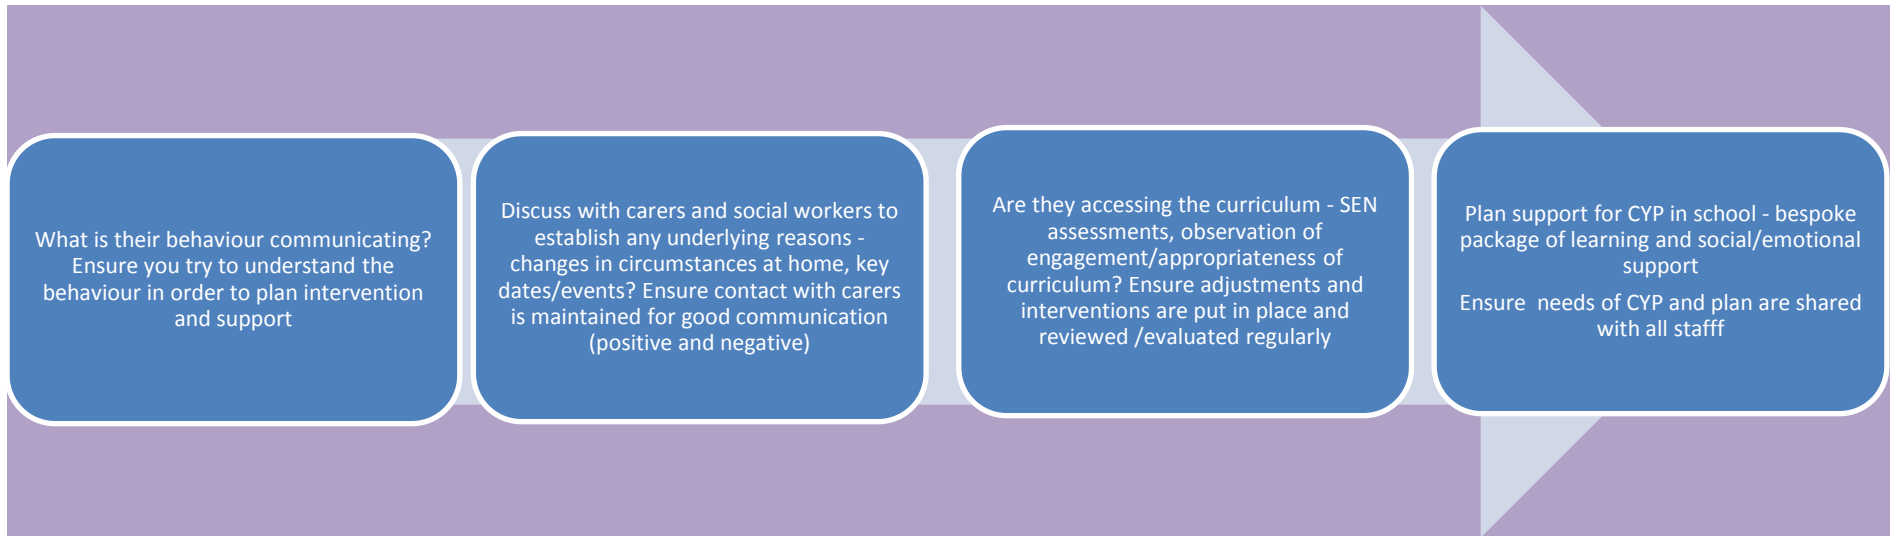 What is their behaviour communicating?
Ensure you try to understand the
behaviour in order to plan intervention
and support
Discuss with carers and social workers to
establish any underlying reasons -
changes in circumstances at home, key
dates/events? Ensure contact with carers
is maintained for good communication
(positive and negative)
Are they accessing the curriculum - SEN
assessments, observation of
engagement/appropriateness of
curriculum? Ensure adjustments and
interventions are put in place and
reviewed /evaluated regularly
Plan support for CYP in school - bespoke
package of learning and social/emotional
support
Ensure  needs of CYP and plan are shared
with all stafff